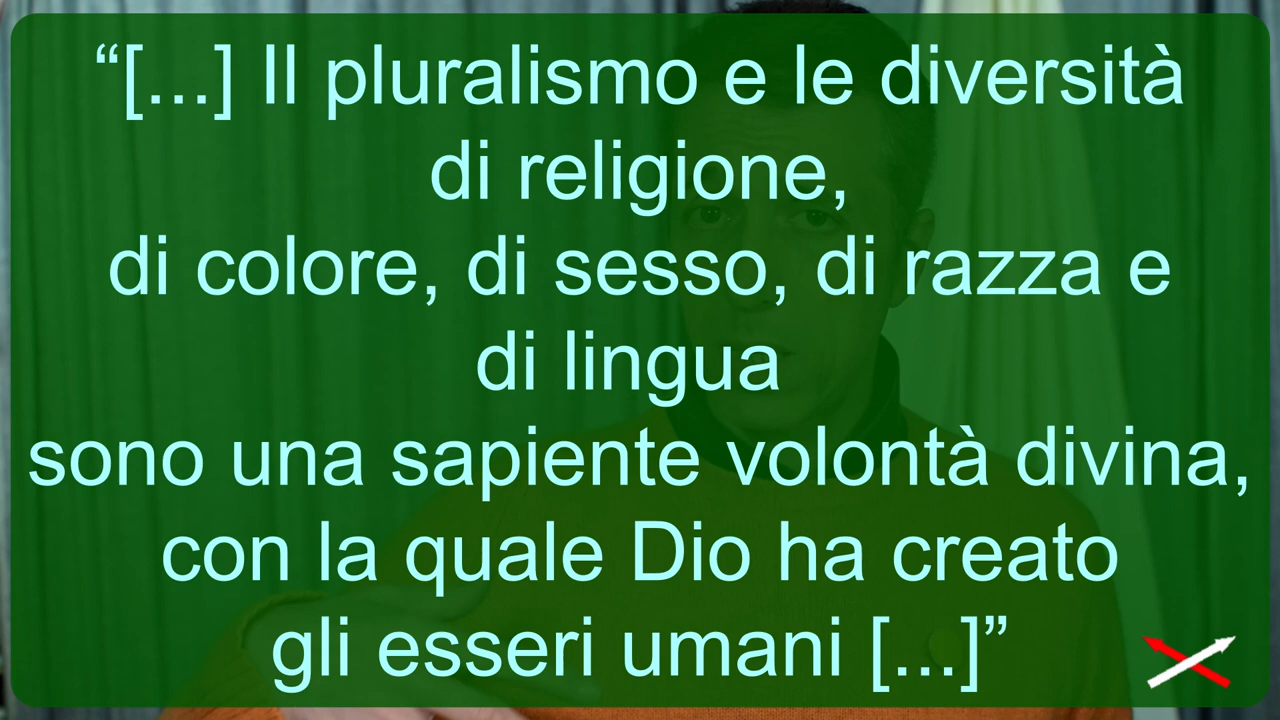 “[...] Il pluralismo e le diversità
di religione,
di colore, di sesso, di razza e
di lingua
sono una sapiente volontà divina,
con la quale Dio ha creato
gli esseri umani [...]”